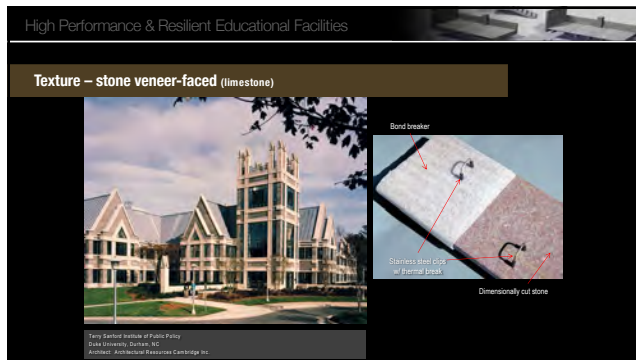 High Performance & Resilient Educational Facilities
Texture – stone veneer-faced (limestone)
Bond breaker
Stainless steel clips
w/ thermal break
Dimensionally cut stone
Terry Sanford Institute of Public Policy
Duke University, Durham, NC
Architect: Architectural Resources Cambridge Inc.